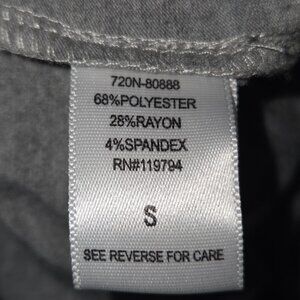 720N-80888
68%POLYESTER
28%RAYON
4%SPANDEX
RN#119794
S
SEE REVERSE FOR CARE